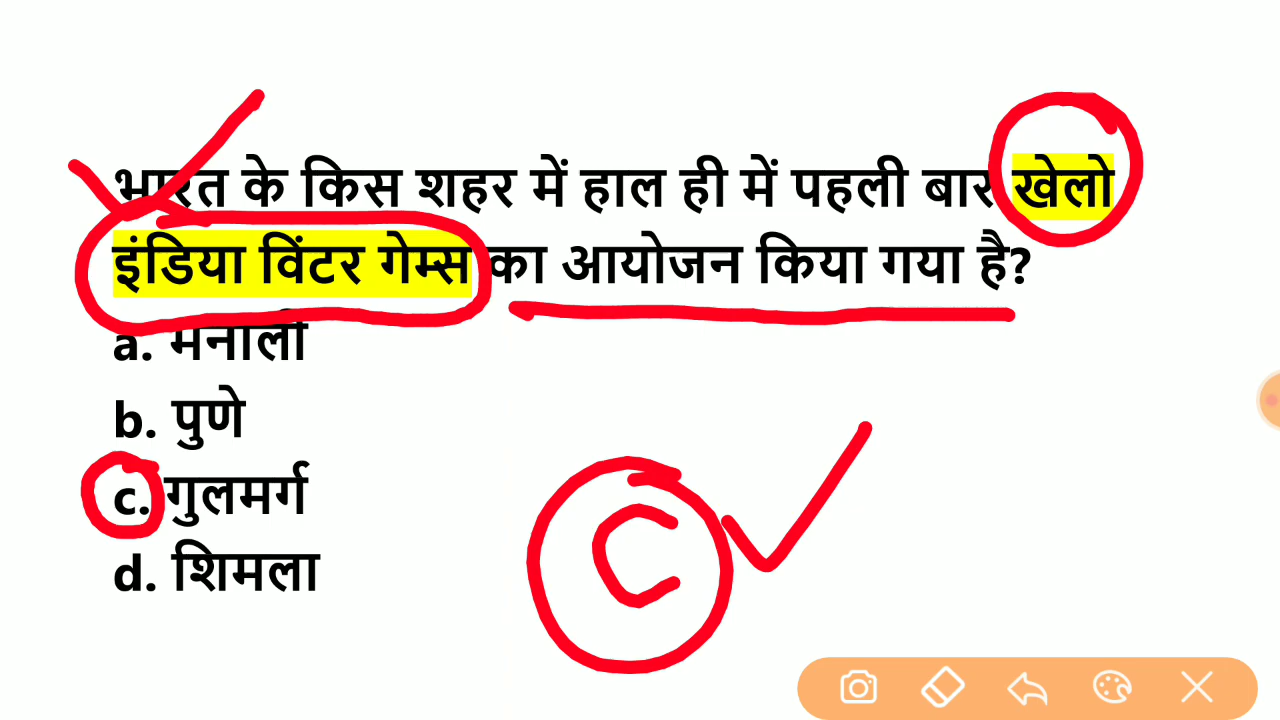 भारत के किस शहर में हाल ही में पहली बार खेलो
इंडिया विंटर गेम्स का आयोजन किया गया है?
a. मनाली
b. पुणे
c. गुलमर्ग
d. शिमला
C